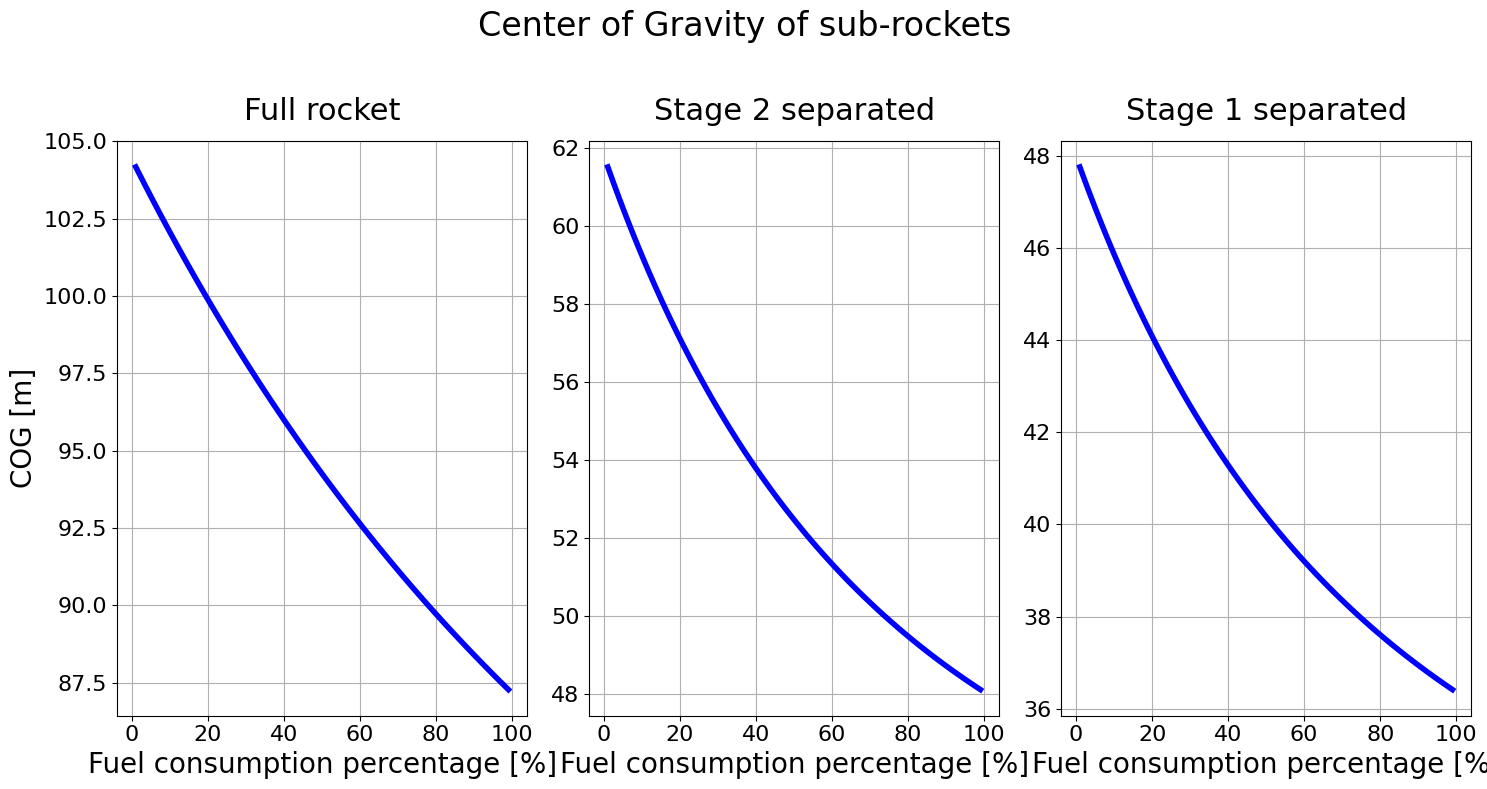 Center of Gravity of sub-rockets
Full rocket
Stage 2 separated
Stage 1 separated
COG [m]
105.0
102.5
100.0
97.5
95.0
92.5
90.0
87.5
0 20 40 60 80 100
Fuel consumption percentage [%]
62
60
58
56
54
52
50
48
0 20 40 60 80 100
Fuel consumption percentage [%]
48
46
44
42
40
38
36
0 20 40 60 80 100
Fuel consumption percentage [%